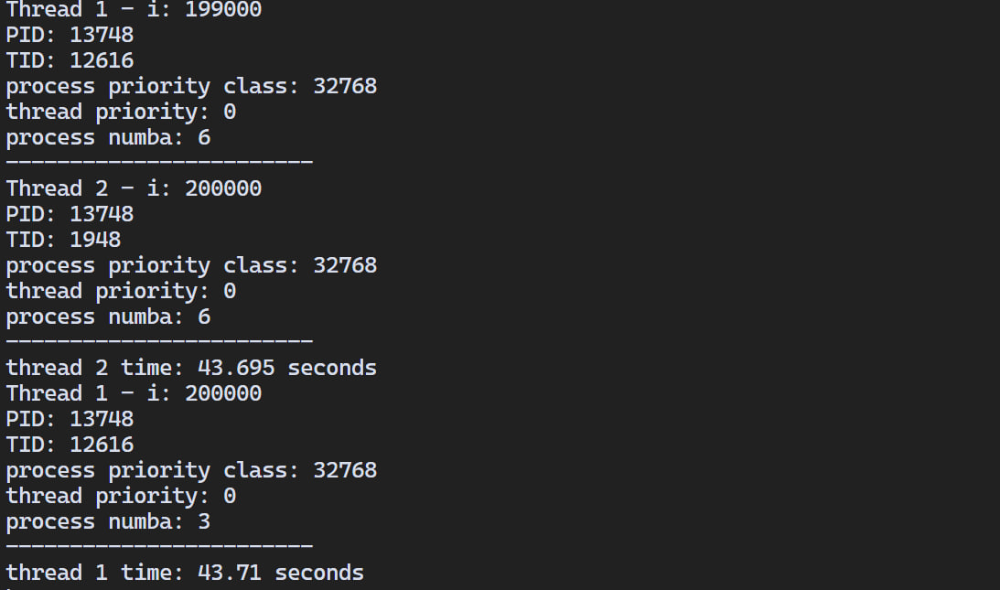 Thread 1 - i: 199000
PID: 13748
TID: 12616
process priority class: 32768
thread priority: 0
process numba: 6
------------------------
Thread 2 - i: 200000
PID: 13748
TID: 1948
process priority class: 32768
thread priority: 0
process numba: 6
------------------------
thread 2 time: 43.695 seconds
Thread 1 - i: 200000
PID: 13748
TID: 12616
process priority class: 32768
thread priority: 0
process numba: 3
------------------------
thread 1 time: 43.71 seconds